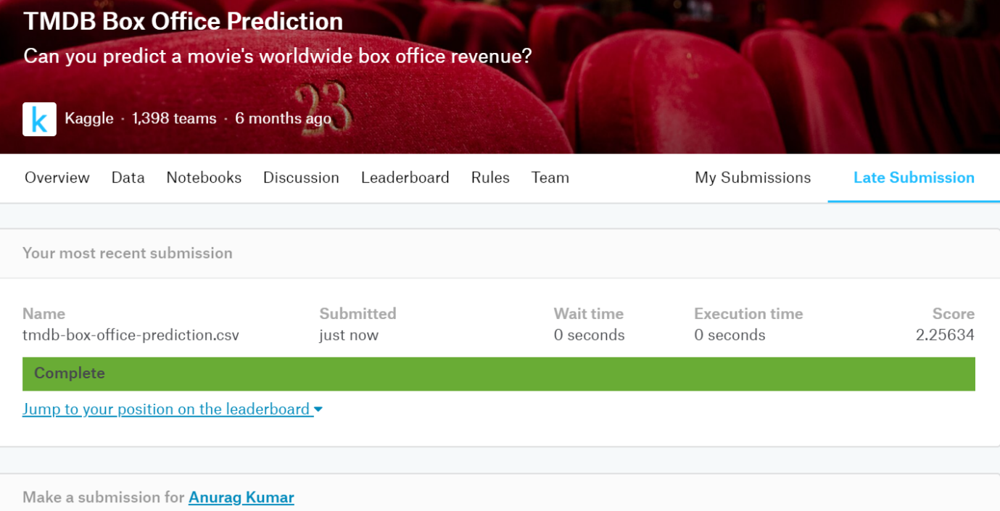 TMDB Box Office Prediction
Can you predict a movie's worldwide box office revenue?
23
k Kaggle · 1,398 teams · 6 months ago
Overview Data Notebooks Discussion Leaderboard Rules Team My Submissions Late Submission
Your most recent submission
Name Submitted Wait time Execution time Score
tmdb-box-office-prediction.csv just now 0 seconds 0 seconds 2.25634
Complete
Jump to your position on the leaderboard
Make a submission for Anurag Kumar